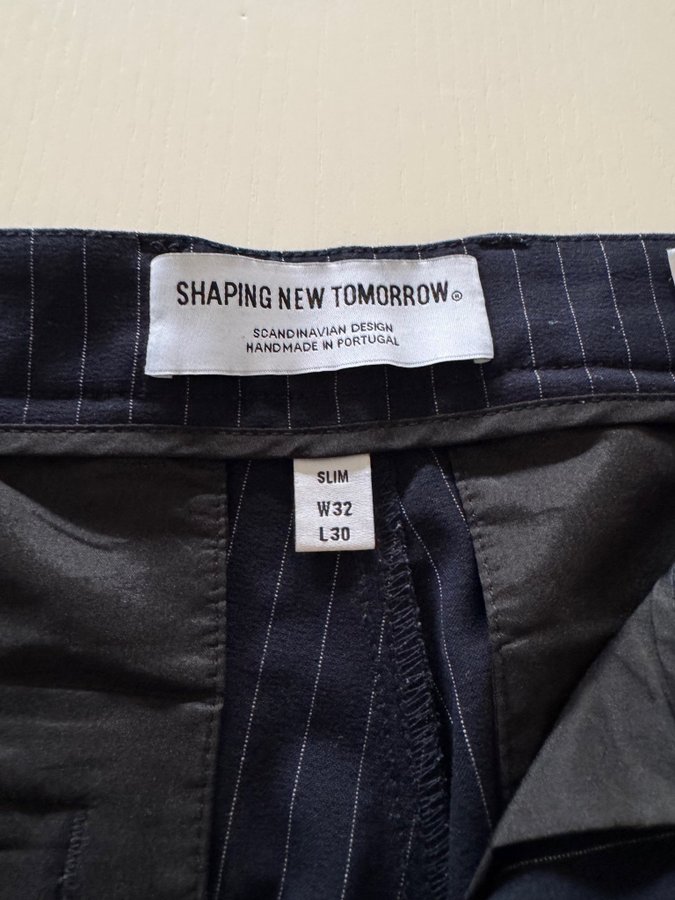 SHAPING NEW TOMORROW®
SCANDINAVIAN DESIGN
HANDMADE IN PORTUGAL
SLIM
W32
L30